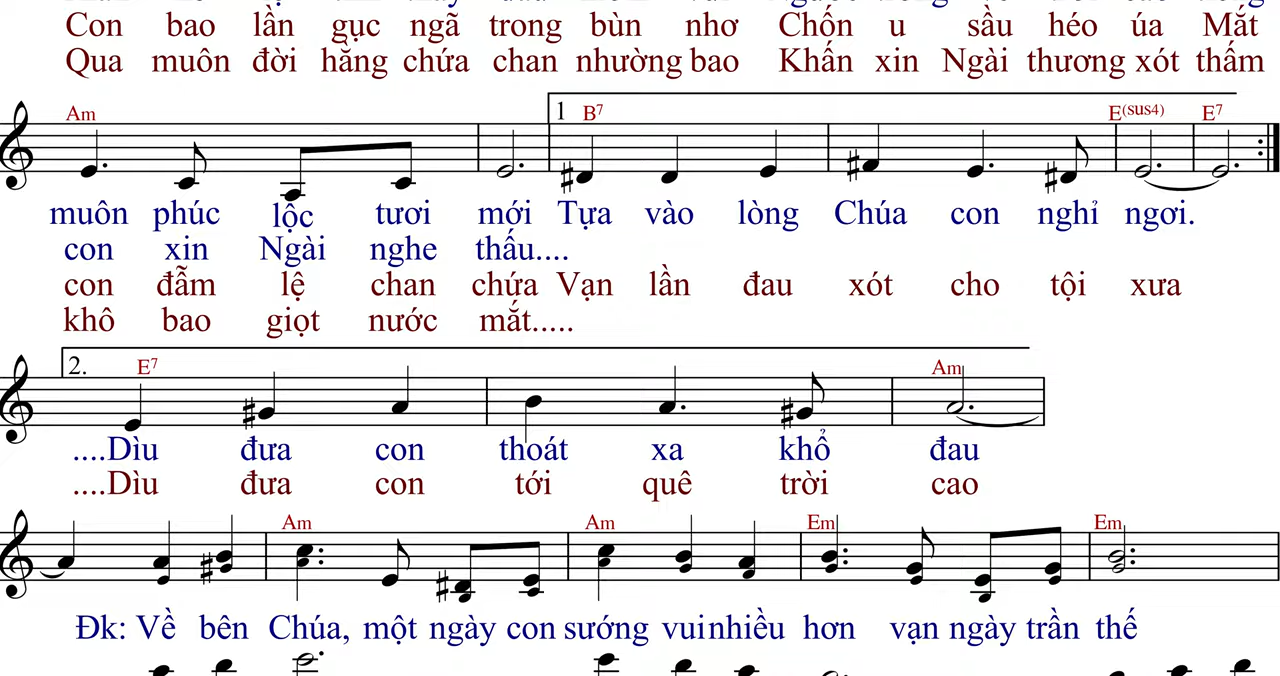 Con bao lần gục ngã trong bùn nhơ Chốn u sầu héo úa Mắt
Qua muôn đời hằng chứa chan nhường bao Khấn xin Ngài thương xót thấm
Am 1 B7 E(sus4) E7
muôn phúc lộc tươi mới Tựa vào lòng Chúa con nghỉ ngơi.
con xin Ngài nghe thấu....
con đẫm lệ chan chứa Vạn lần đau xót cho tội xưa
khô bao giọt nước mắt.....
2. E7 Am
....Dìu đưa con thoát xa khổ đau
....Dìu đưa con tới quê trời cao
Am Am Em Em
Đk: Về bên Chúa, một ngày con sướng vui nhiều hơn vạn ngày trần thế